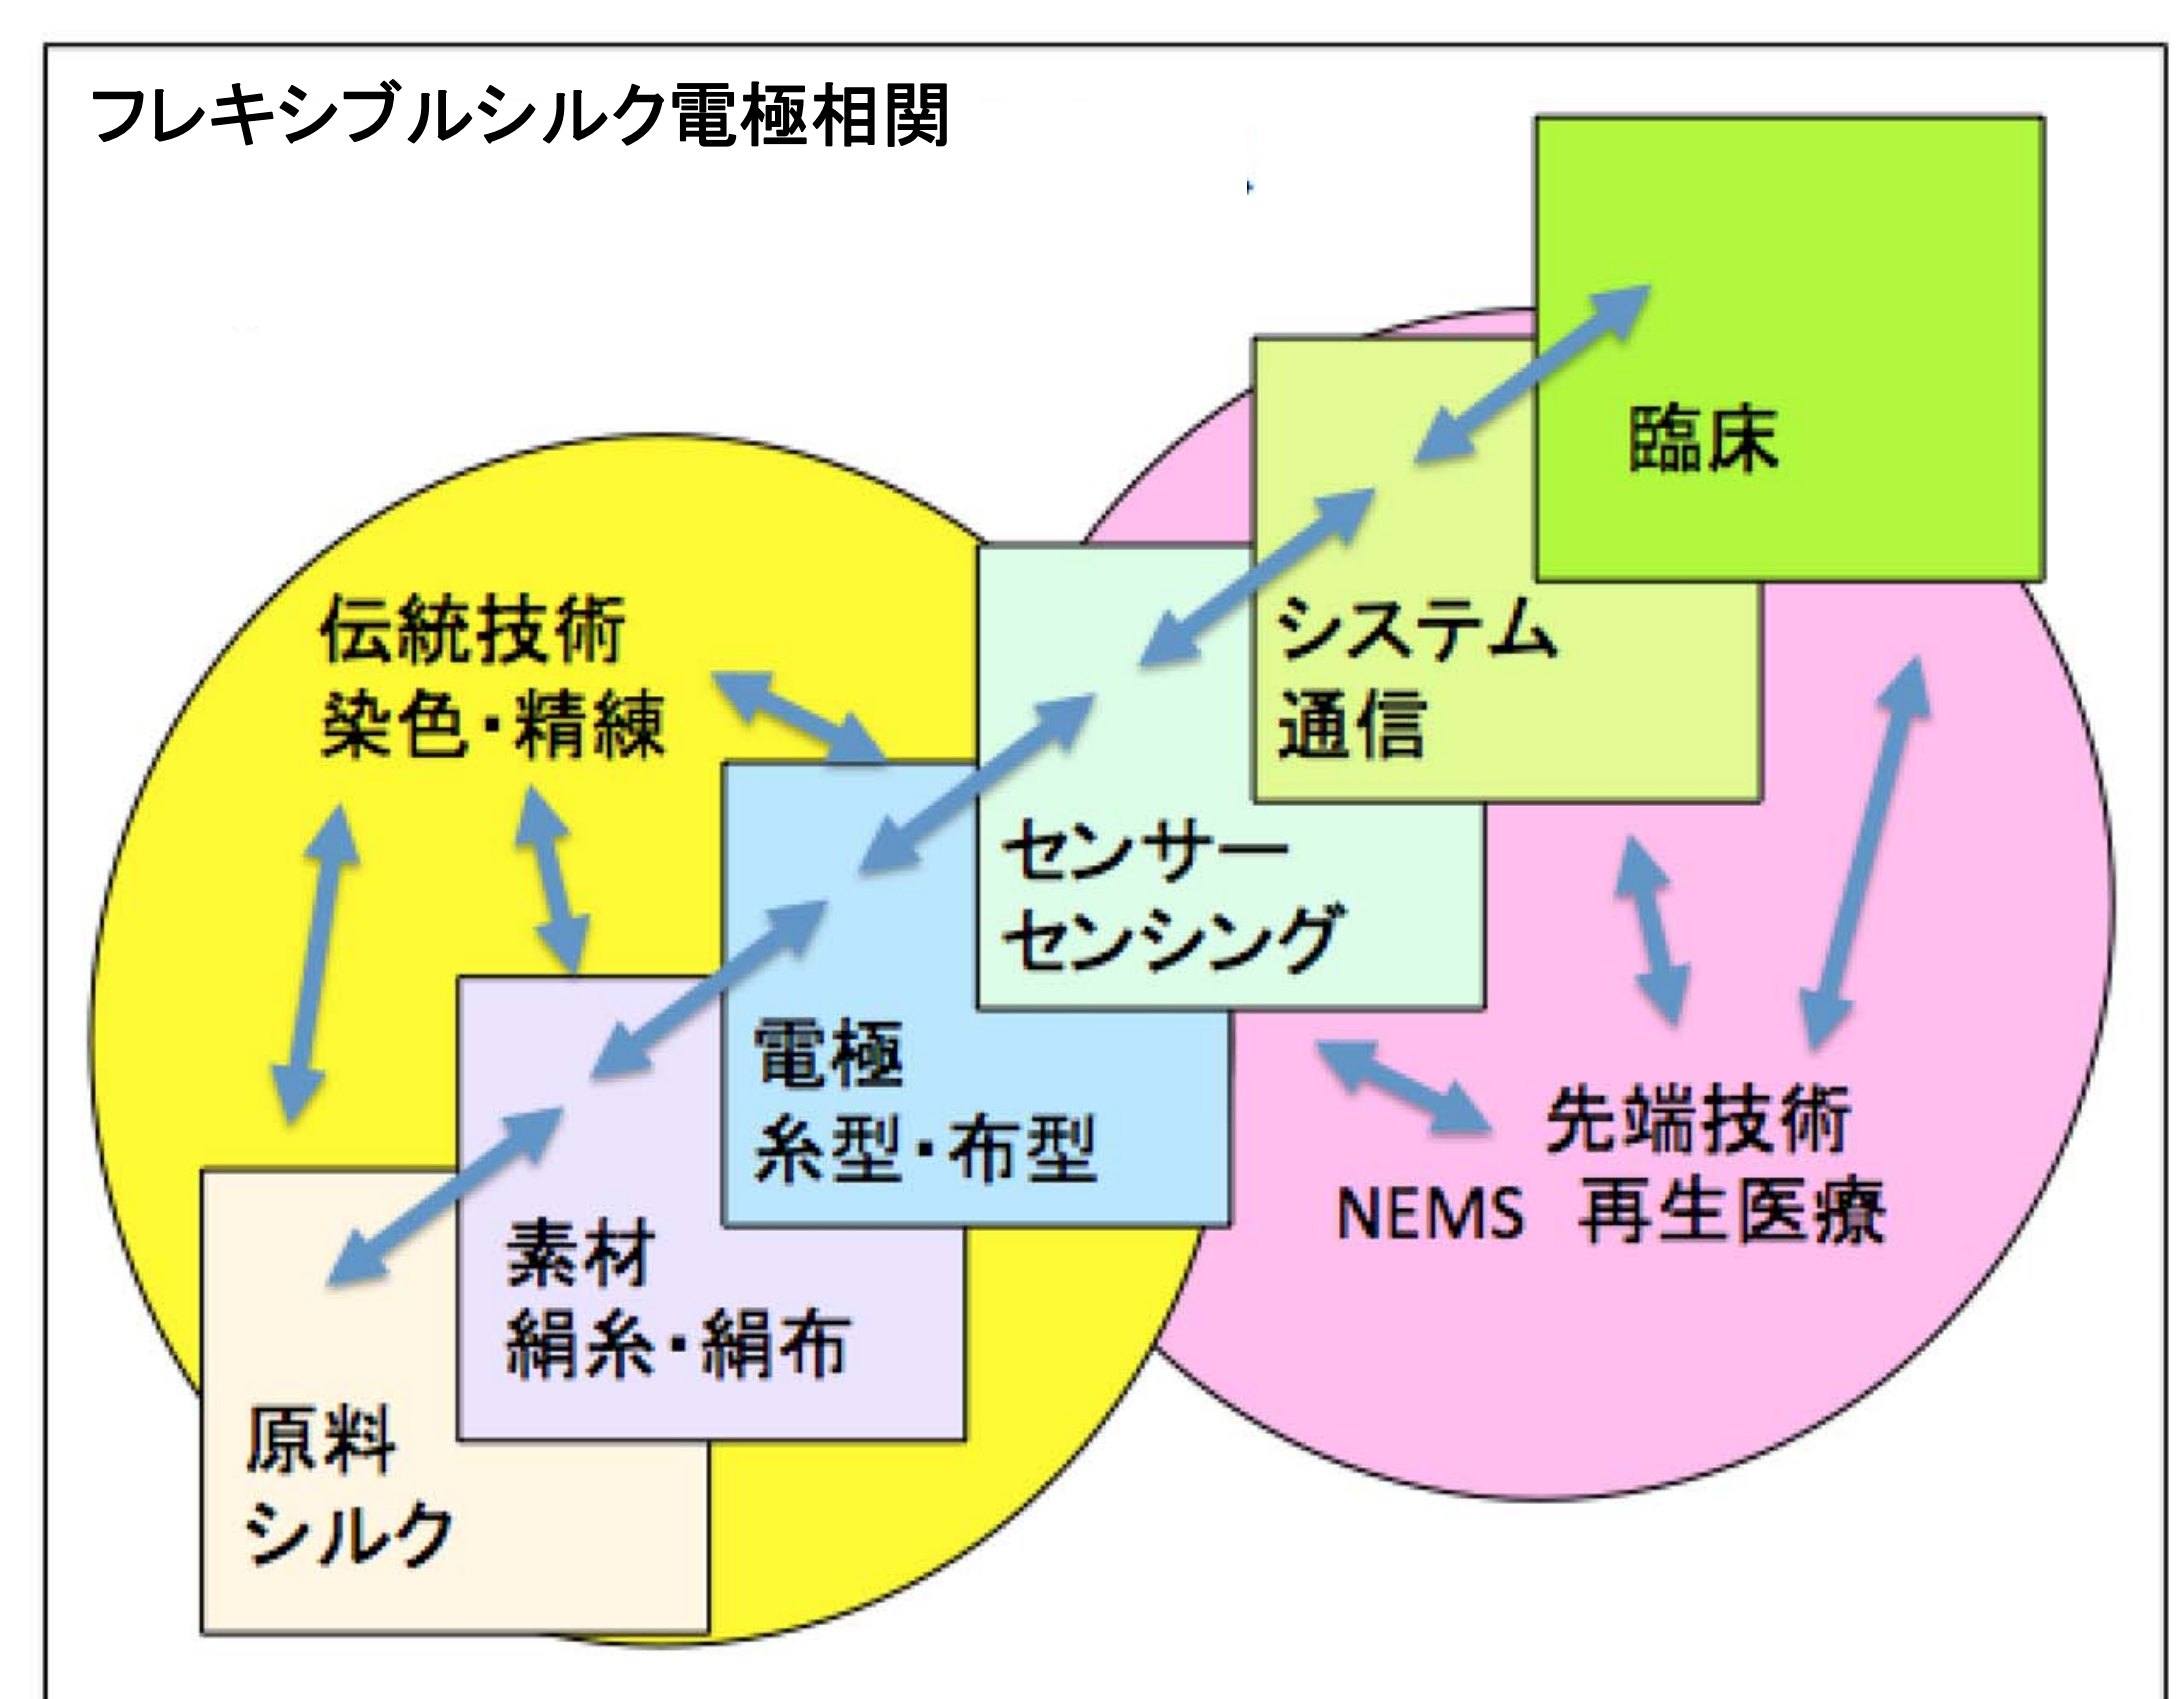 フレキシブルシルク電極相関
臨床
伝統技術
染色・精練
システム
通信
センサー
センシング
電極
糸型・布型
先端技術
NEMS　再生医療
素材
絹糸・絹布
原料
シルク